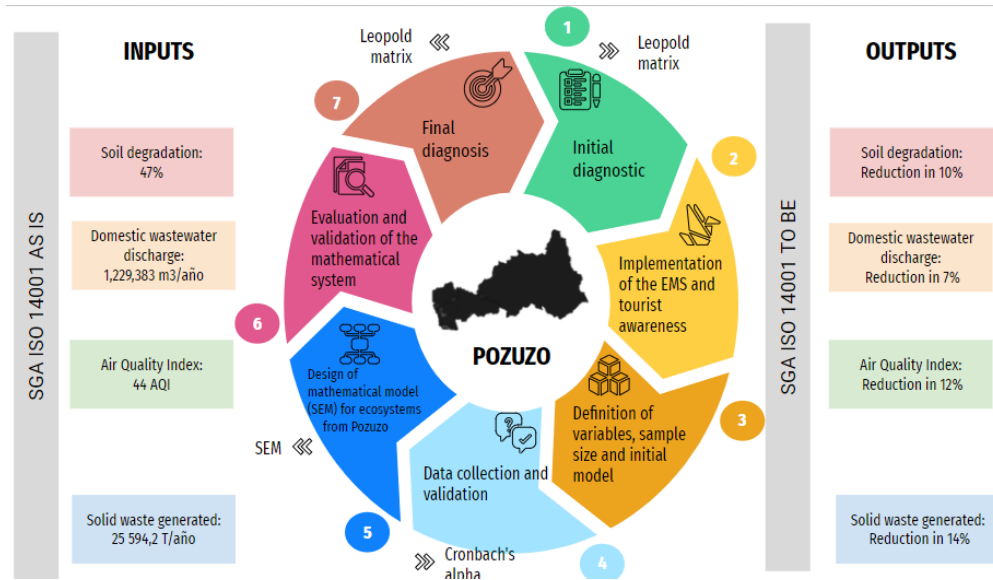 INPUTS
OUTPUTS
SGA ISO 14001 AS IS
SGA ISO 14001 TO BE
Soil degradation:
47%
Domestic wastewater
discharge:
1,229,383 m3/año
Air Quality Index:
44 AQI
Solid waste generated:
25 594,2 T/año
1
Leopold
matrix
Initial
diagnostic
2
Implementation
of the EMS and
tourist
awareness
3
Definition of
variables, sample
size and initial
model
4
Data collection and
validation
Cronbach's
alpha
5
Design of
mathematical model
(SEM) for ecosystems
from Pozuzo
SEM
6
Evaluation and
validation of the
mathematical
system
7
Final
diagnosis
Leopold
matrix
POZUZO
Soil degradation:
Reduction in 10%
Domestic wastewater
discharge:
Reduction in 7%
Air Quality Index:
Reduction in 12%
Solid waste generated:
Reduction in 14%